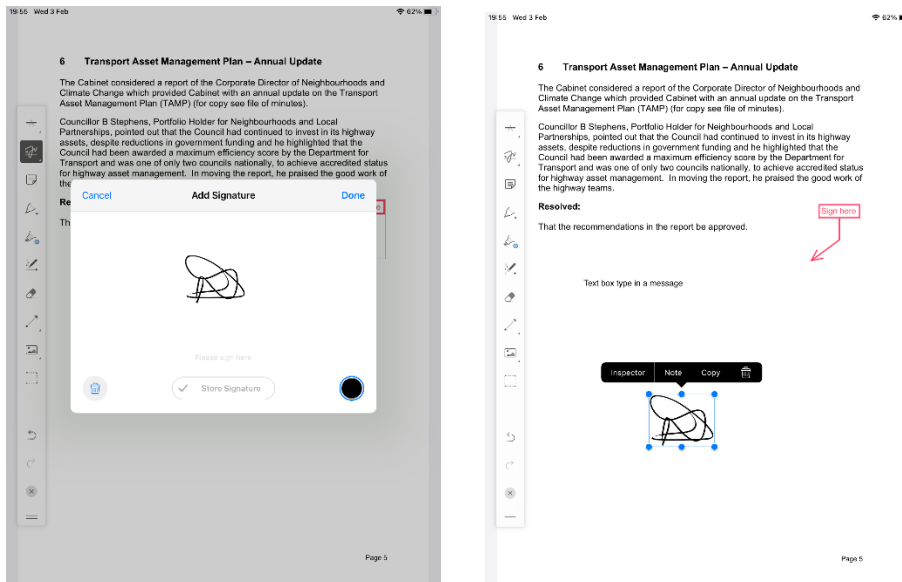 19:55 Wed 3 Feb
62%
6 Transport Asset Management Plan – Annual Update
The Cabinet considered a report of the Corporate Director of Neighbourhoods and
Climate Change which provided Cabinet with an annual update on the Transport
Asset Management Plan (TAMP) (for copy see file of minutes).
Councillor B Stephens, Portfolio Holder for Neighbourhoods and Local
Partnerships, pointed out that the Council had continued to invest in its highway
assets, despite reductions in government funding and he highlighted that the
Council had been awarded a maximum efficiency score by the Department for
Transport and was one of only two councils nationally, to achieve accredited status
for highway asset management. In moving the report, he praised the good work of
the
Re
Th
Cancel
Add Signature
Done
Please sign here
Store Signature
Page 5
19:55 Wed 3 Feb
62%
6 Transport Asset Management Plan – Annual Update
The Cabinet considered a report of the Corporate Director of Neighbourhoods and
Climate Change which provided Cabinet with an annual update on the Transport
Asset Management Plan (TAMP) (for copy see file of minutes).
Councillor B Stephens, Portfolio Holder for Neighbourhoods and Local
Partnerships, pointed out that the Council had continued to invest in its highway
assets, despite reductions in government funding and he highlighted that the
Council had been awarded a maximum efficiency score by the Department for
Transport and was one of only two councils nationally, to achieve accredited status
for highway asset management. In moving the report, he praised the good work of
the highway teams.
Resolved:
Sign here
That the recommendations in the report be approved.
Text box type in a message
Inspector Note Copy
Page 5